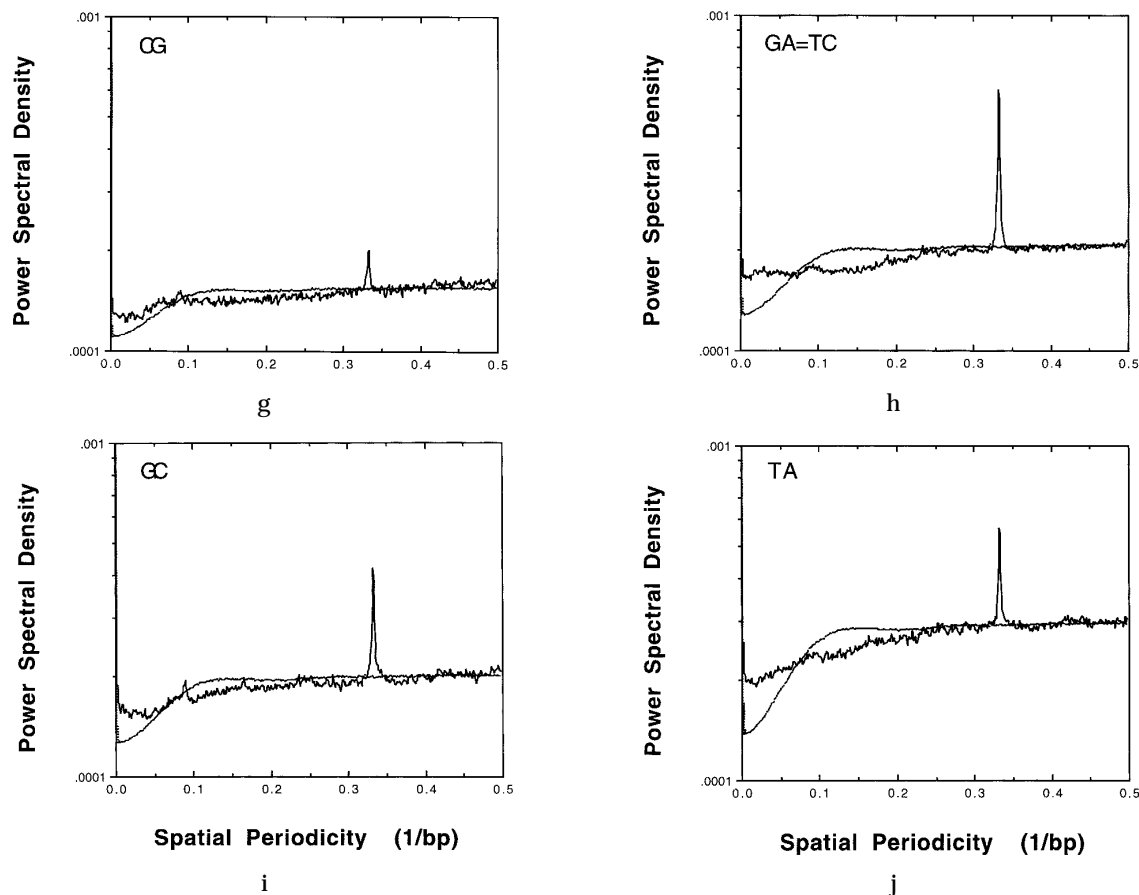 .001
CG
Power Spectral Density
.0001
0.0 0.1 0.2 0.3 0.4 0.5
g
.001
GA=TC
Power Spectral Density
.0001
0.0 0.1 0.2 0.3 0.4 0.5
h
.001
GC
Power Spectral Density
.0001
0.0 0.1 0.2 0.3 0.4 0.5
Spatial Periodicity (1/bp)
i
.001
TA
Power Spectral Density
.0001
0.0 0.1 0.2 0.3 0.4 0.5
Spatial Periodicity (1/bp)
j